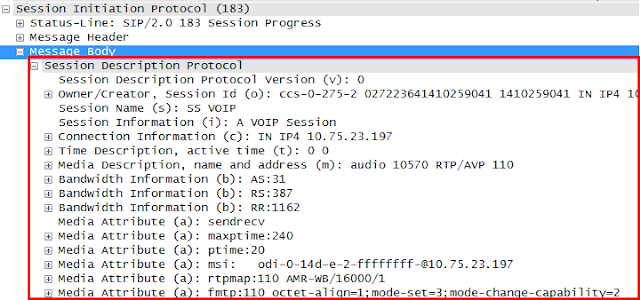 Session Initiation Protocol (183)
Status-Line: SIP/2.0 183 Session Progress
Message Header
Message Body
Session Description Protocol
Session Description Protocol Version (v): 0
Owner/Creator, Session Id (o): ccs-0-275-2 027223641410259041 1410259041 IN IP4 10
Session Name (s): SS VOIP
Session Information (i): A VOIP Session
Connection Information (c): IN IP4 10.75.23.197
Time Description, active time (t): 0 0
Media Description, name and address (m): audio 10570 RTP/AVP 110
Bandwidth Information (b): AS:31
Bandwidth Information (b): RS:387
Bandwidth Information (b): RR:1162
Media Attribute (a): sendrecv
Media Attribute (a): maxptime:240
Media Attribute (a): ptime:20
Media Attribute (a): msi: odi-0-14d-e-2-ffffffff-@10.75.23.197
Media Attribute (a): rtpmap:110 AMR-WB/16000/1
Media Attribute (a): fmtp:110 octet-align=1;mode-set=3;mode-change-capability=2